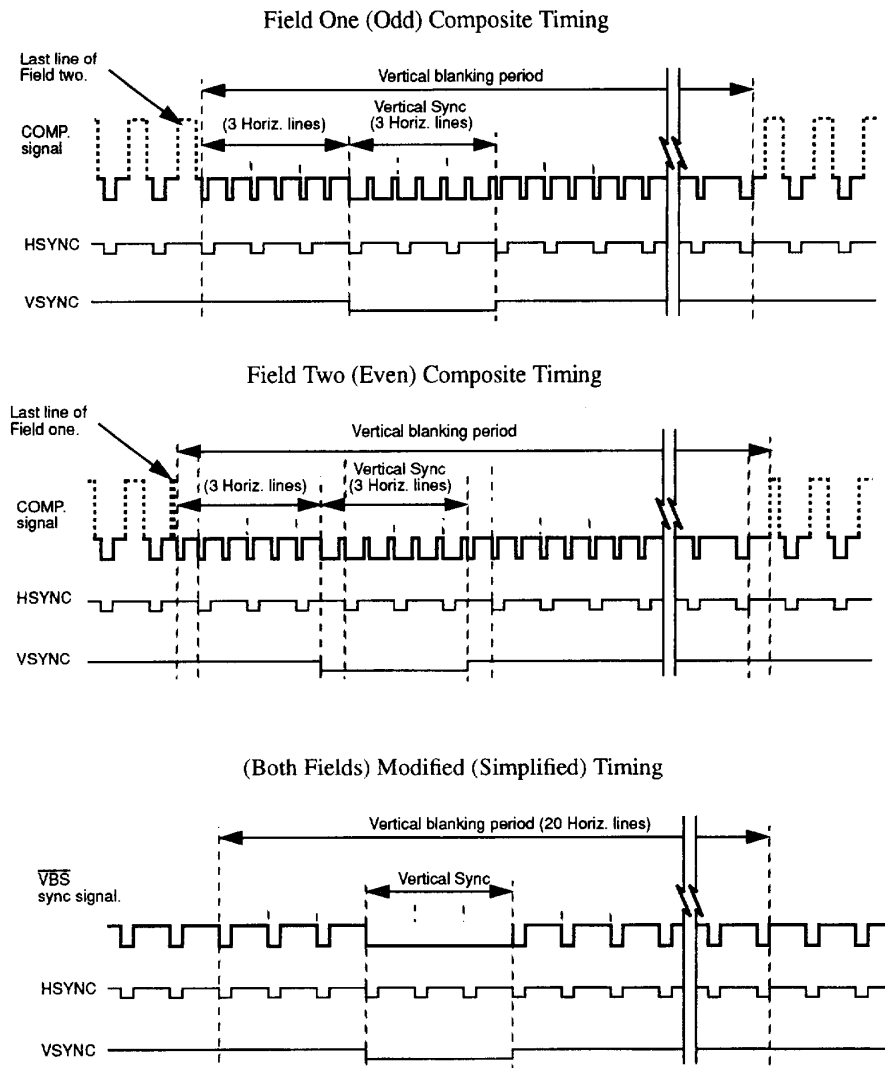 Field One (Odd) Composite Timing
Last line of
Field two.
Vertical blanking period
Vertical Sync
(3 Horiz. lines)
(3 Horiz. lines)
COMP.
signal
HSYNC
VSYNC
Field Two (Even) Composite Timing
Last line of
Field one.
Vertical blanking period
Vertical Sync
(3 Horiz. lines)
(3 Horiz. lines)
COMP.
signal
HSYNC
VSYNC
(Both Fields) Modified (Simplified) Timing
Vertical blanking period (20 Horiz. lines)
VBS
sync signal.
Vertical Sync
HSYNC
VSYNC